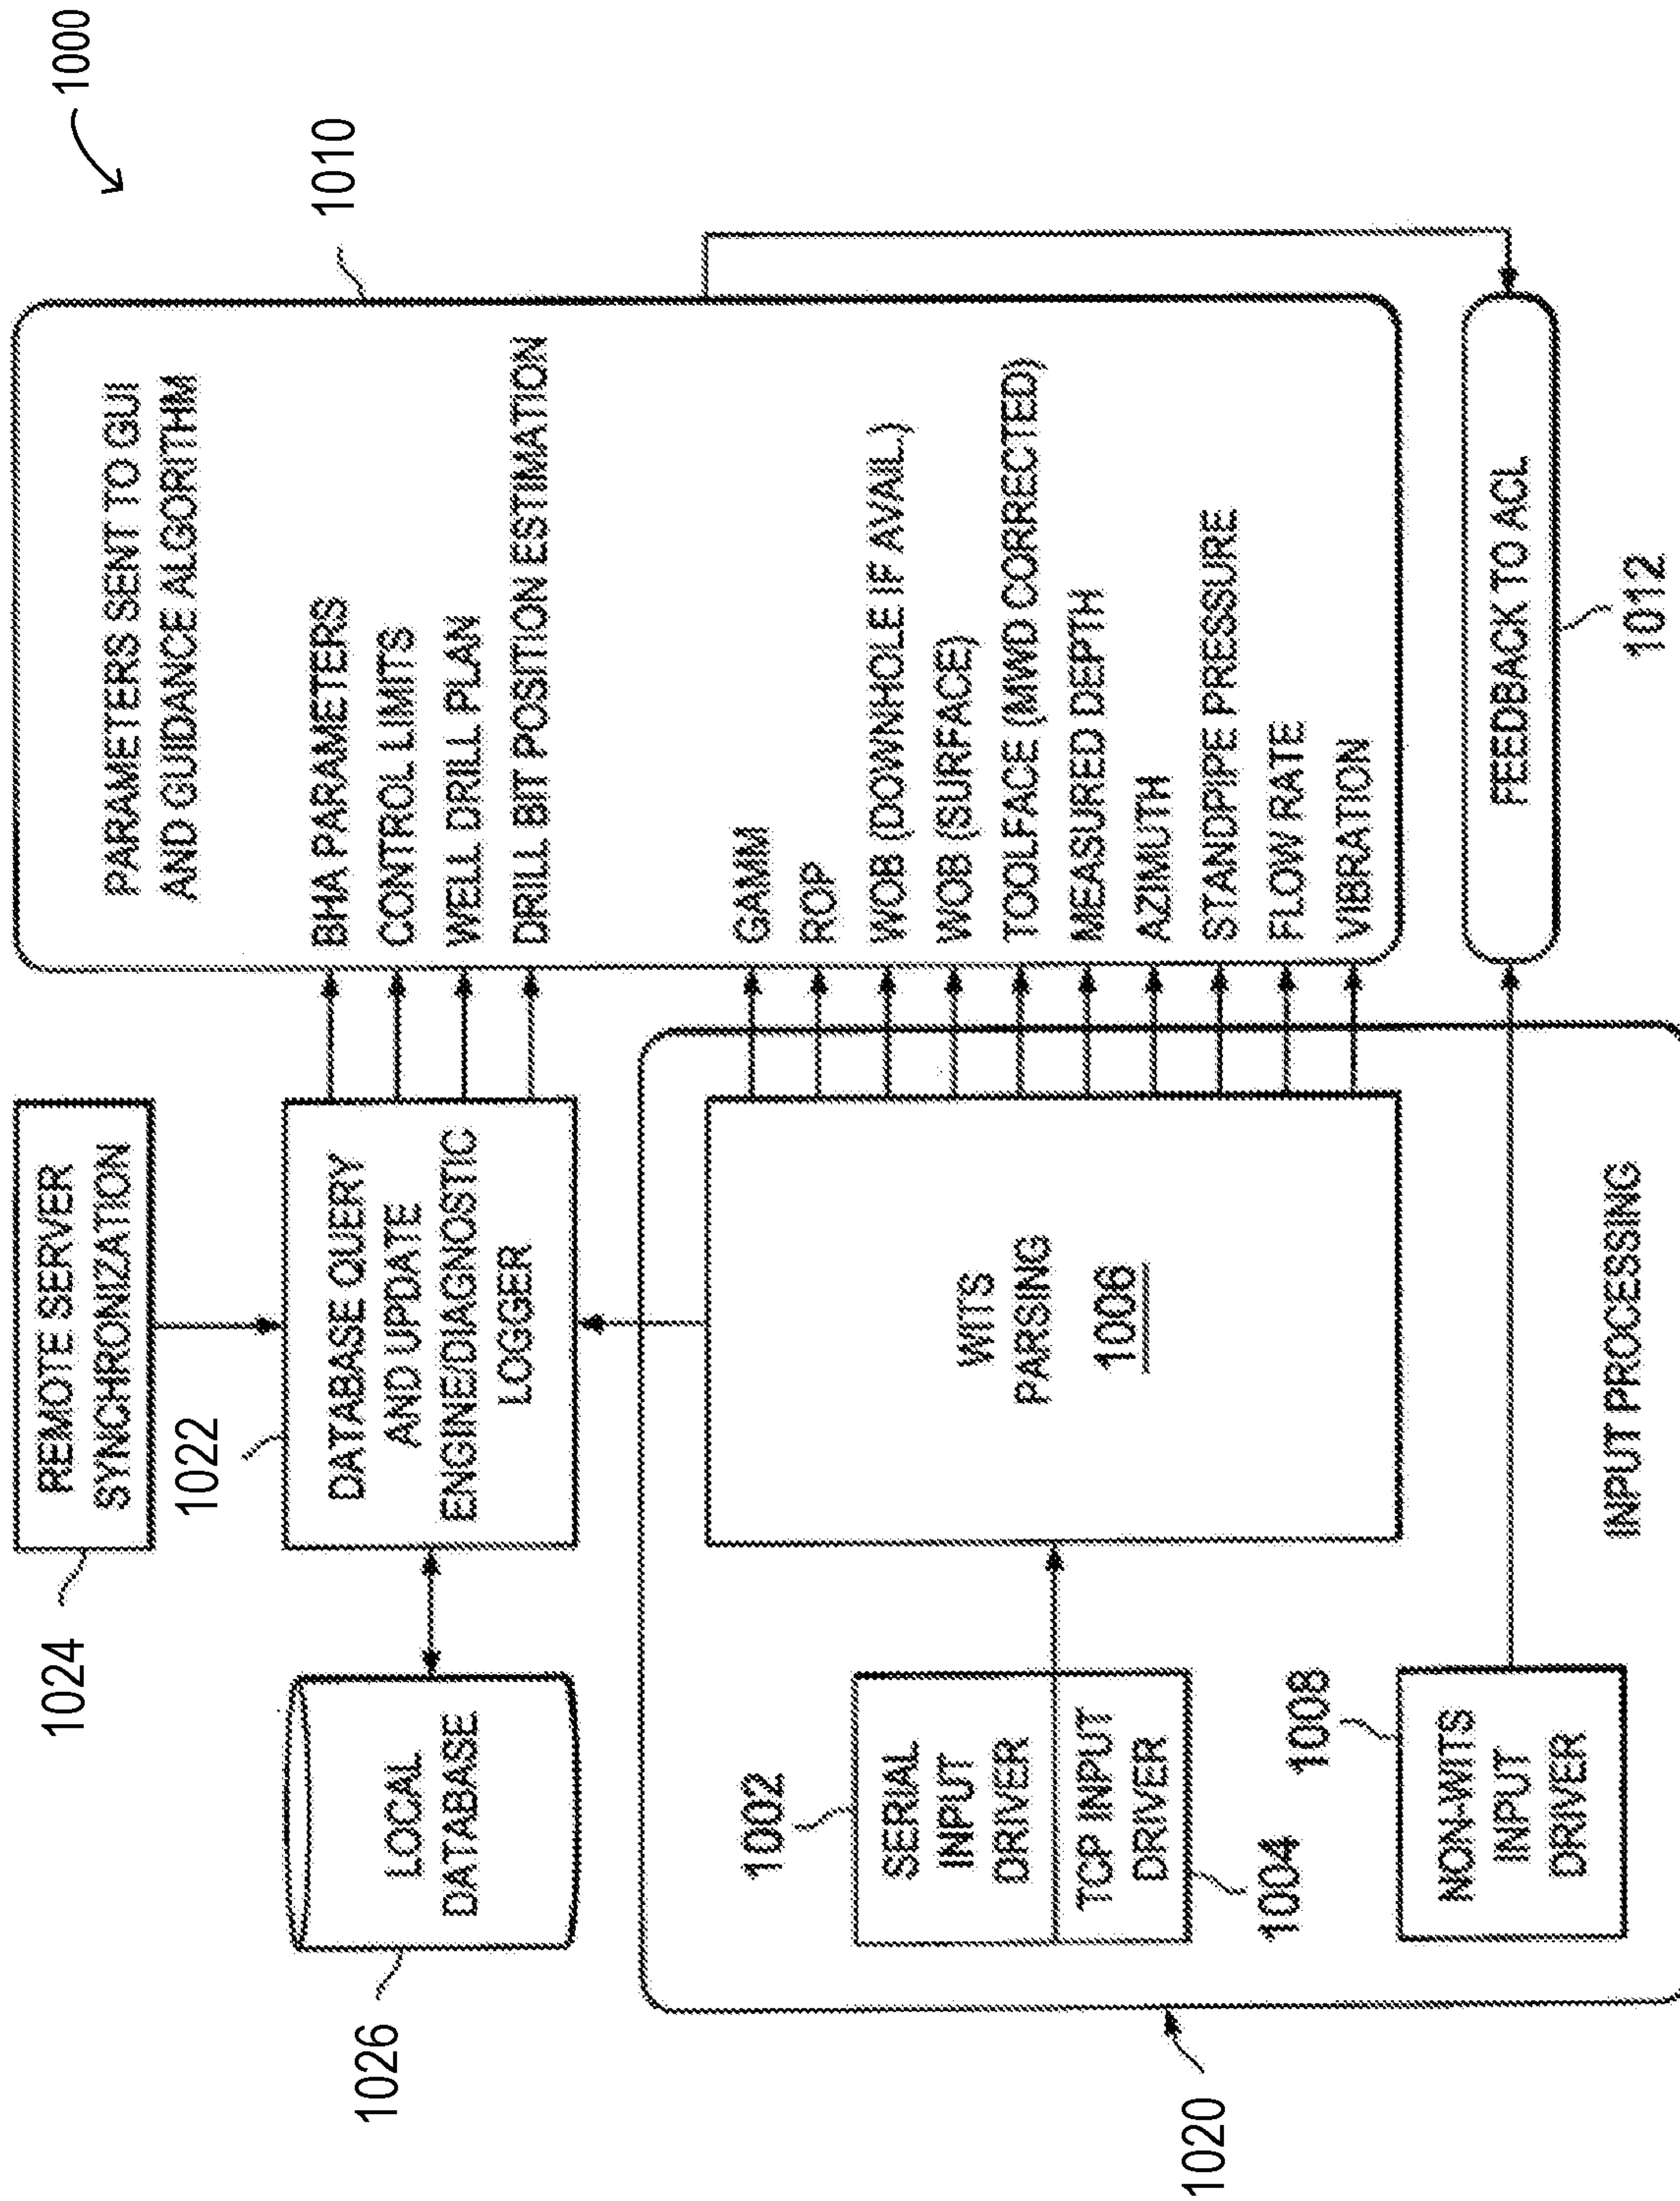 1000
1024
REMOTE SERVER
SYNCHRONIZATION
1022
DATABASE QUERY
AND UPDATE
ENGINE/DIAGNOSTIC
LOGGER
1026
LOCAL
DATABASE
1010
PARAMETERS SENT TO GUI
AND GUIDANCE ALGORITHM
BHA PARAMETERS
CONTROL LIMITS
WELL DRILL PLAN
DRILL BIT POSITION ESTIMATION
GAMM
ROP
WOB (DOWNHOLE IF AVAIL.)
WOB (SURFACE)
TOOLFACE (MWD CORRECTED)
MEASURED DEPTH
AZIMUTH
STANDPIPE PRESSURE
FLOW RATE
VIBRATION
1020
1002
SERIAL
INPUT
DRIVER
TCP INPUT
DRIVER
1004
WITS
PARSING
1006
1008
NON-WITS
INPUT
DRIVER
INPUT PROCESSING
FEEDBACK TO ACL
1012